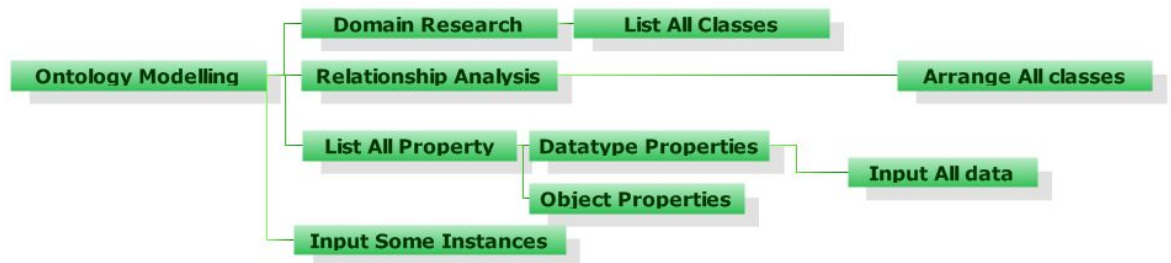 Domain Research
List All Classes
Ontology Modelling
Relationship Analysis
Arrange All classes
List All Property
Datatype Properties
Input All data
Object Properties
Input Some Instances